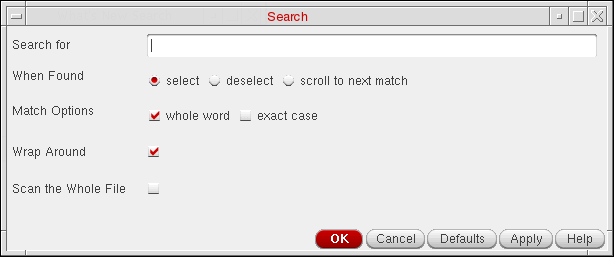 Search
Search for
When Found select deselect scroll to next match
Match Options whole word exact case
Wrap Around
Scan the Whole File
OK Cancel Defaults Apply Help